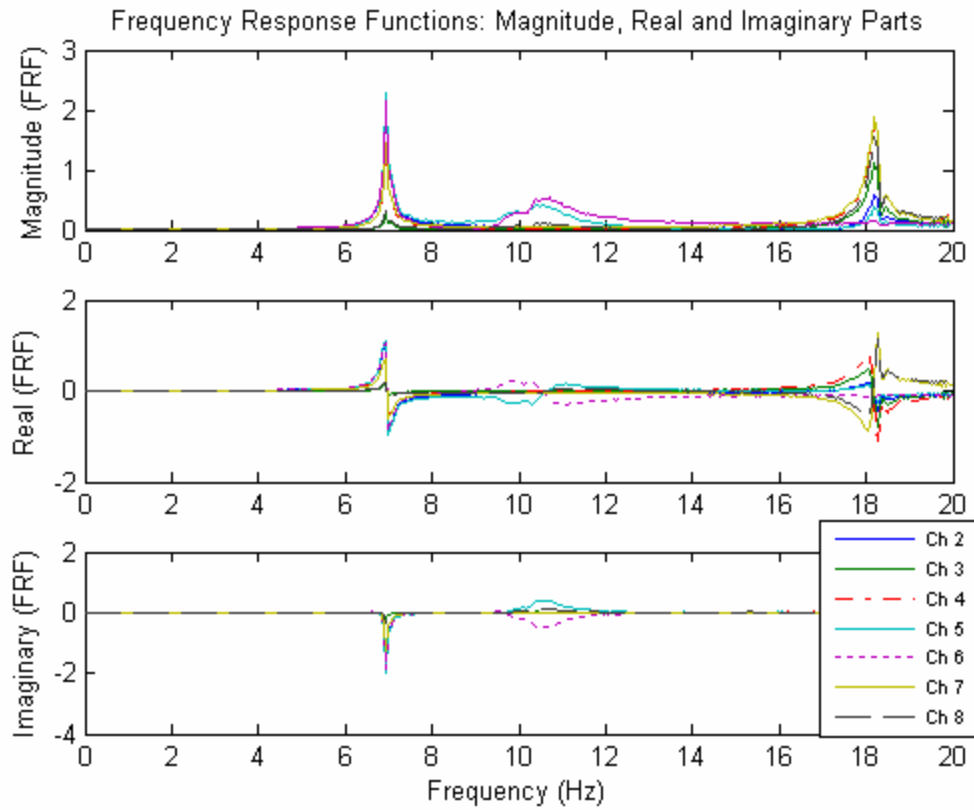 Frequency Response Functions: Magnitude, Real and Imaginary Parts
Magnitude (FRF)
3
2
1
0
0 2 4 6 8 10 12 14 16 18 20
Real (FRF)
2
0
-2
0 2 4 6 8 10 12 14 16 18 20
Imaginary (FRF)
2
0
-2
-4
0 2 4 6 8 10 12 14 16 18 20
Frequency (Hz)
Ch 2
Ch 3
Ch 4
Ch 5
Ch 6
Ch 7
Ch 8